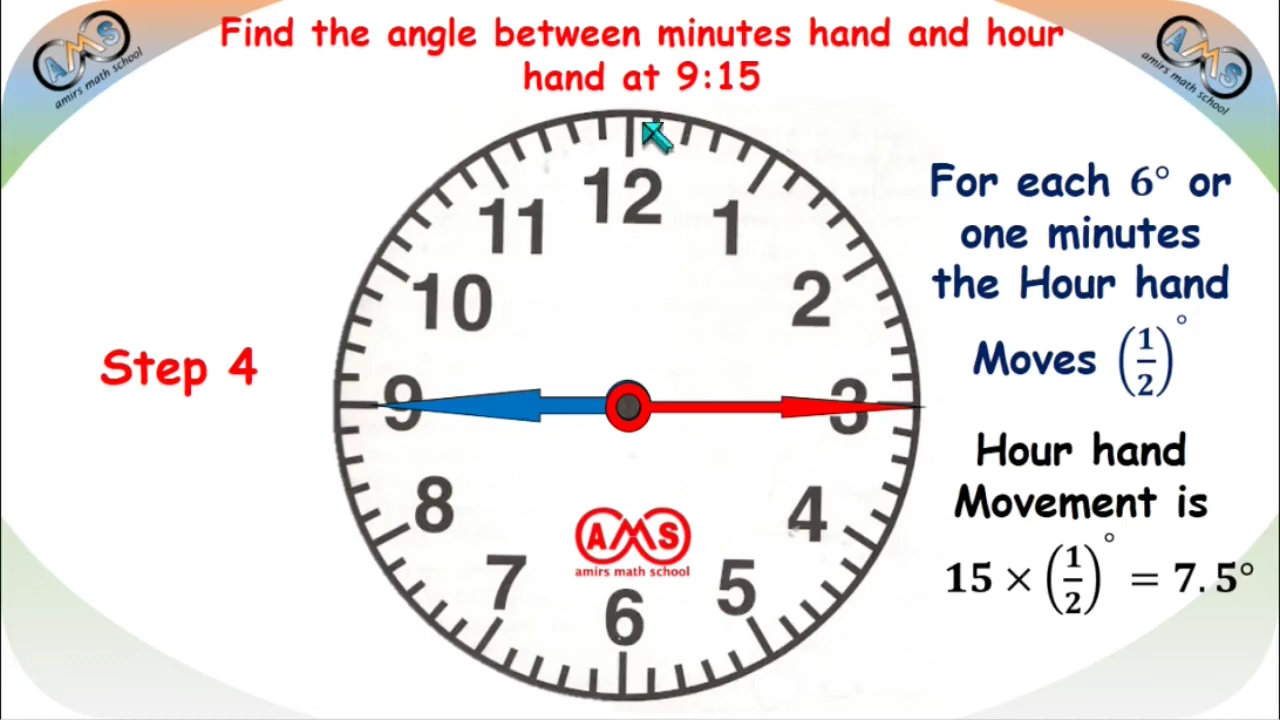 AMS
amirs math school
Find the angle between minutes hand and hour
hand at 9:15
AMS
amirs math school
12
11
1
10
2
9
3
8
4
7
5
6
AMS
amirs math school
Step 4
For each 6° or
one minutes
the Hour hand
Moves (1/2)°
Hour hand
Movement is
15 × (1/2)° = 7.5°